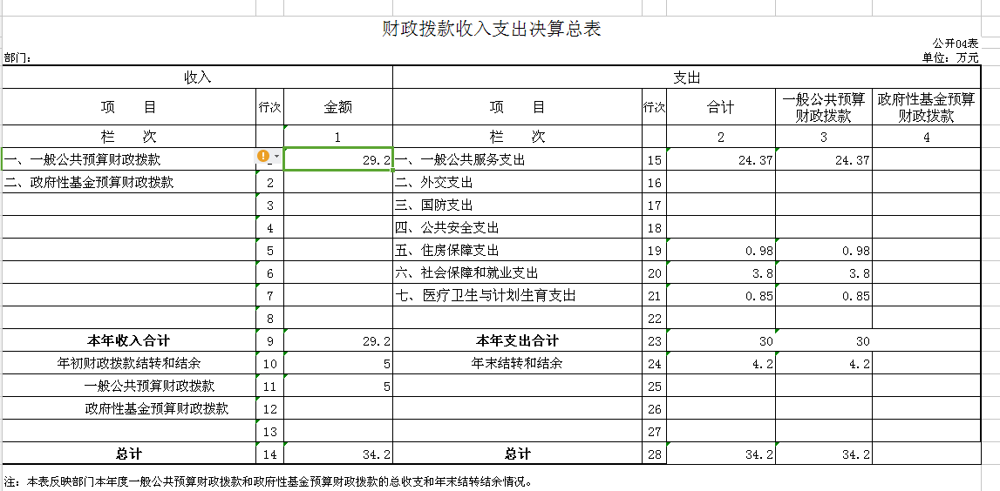 财政拨款收入支出决算总表
公开04表
部门: 单位: 万元
收入 支出
项 目 行次 金额 项 目 行次 合计 一般公共预算财政拨款 政府性基金预算财政拨款
栏 次 1 栏 次 2 3 4
一、一般公共预算财政拨款 29.2 一、一般公共服务支出 15 24.37 24.37
二、政府性基金预算财政拨款 2 二、外交支出 16
3 三、国防支出 17
4 四、公共安全支出 18
5 五、住房保障支出 19 0.98 0.98
6 六、社会保障和就业支出 20 3.8 3.8
7 七、医疗卫生与计划生育支出 21 0.85 0.85
8 22
本年收入合计 9 29.2 本年支出合计 23 30 30
年初财政拨款结转和结余 10 5 年末结转和结余 24 4.2 4.2
一般公共预算财政拨款 11 5 25
政府性基金预算财政拨款 12 26
13 27
总计 14 34.2 总计 28 34.2 34.2
注: 本表反映部门本年度一般公共预算财政拨款和政府性基金预算财政拨款的总收支和年末结转结余情况。